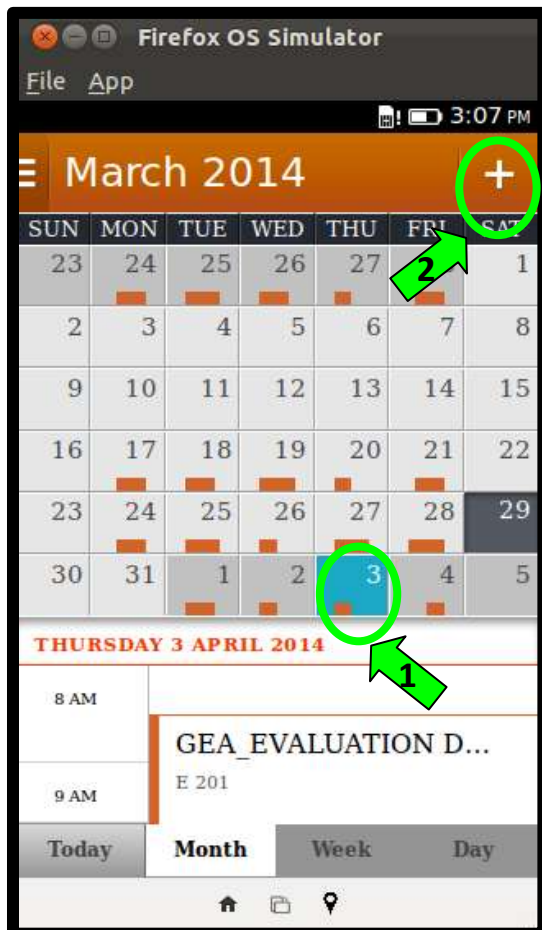 Firefox OS Simulator
File App
! 3:07 PM
March 2014 +
SUN MON TUE WED THU FRI SAT
23 24 25 26 27 1
2
2 3 4 5 6 7 8
9 10 11 12 13 14 15
16 17 18 19 20 21 22
23 24 25 26 27 28 29
30 31 1 2 3 4 5
THURSDAY 3 APRIL 2014
1
8 AM
GEA_EVALUATION D...
E 201
9 AM
Today Month Week Day